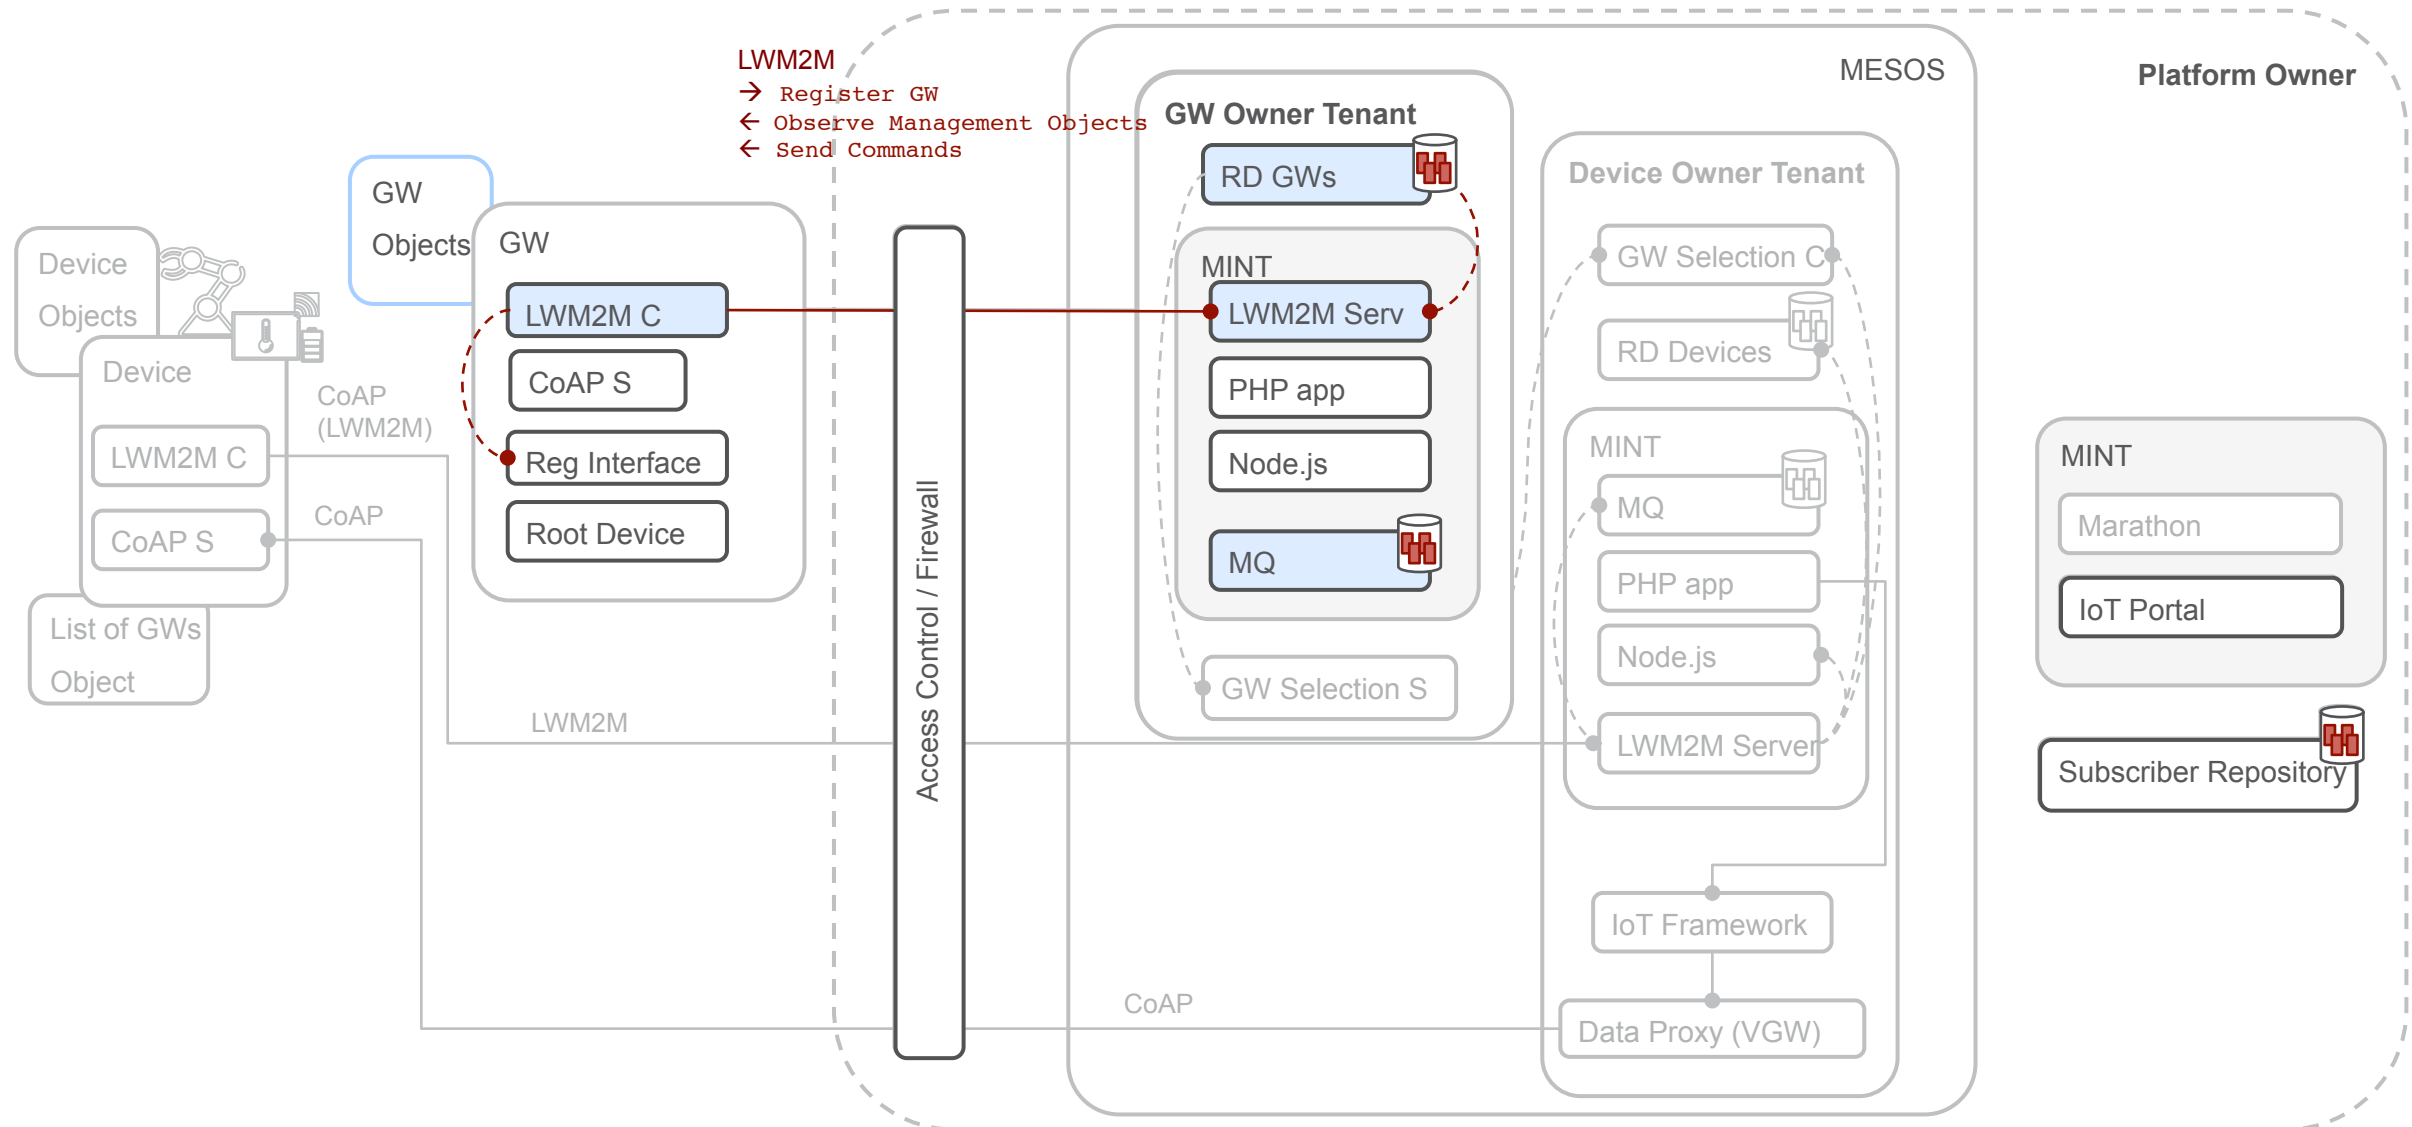 LWM2M
→ Register GW
← Observe Management Objects
← Send Commands
MESOS
Platform Owner
GW Owner Tenant
RD GWs
MINT
LWM2M Serv
PHP app
Node.js
MQ
GW Selection S
Device Owner Tenant
GW Selection C
RD Devices
MINT
MQ
PHP app
Node.js
LWM2M Server
IoT Framework
Data Proxy (VGW)
MINT
Marathon
IoT Portal
Subscriber Repository
GW
Objects
GW
LWM2M C
CoAP S
Reg Interface
Root Device
Device
Objects
Device
LWM2M C
CoAP S
List of GWs
Object
CoAP
(LWM2M)
CoAP
LWM2M
CoAP
Access Control / Firewall